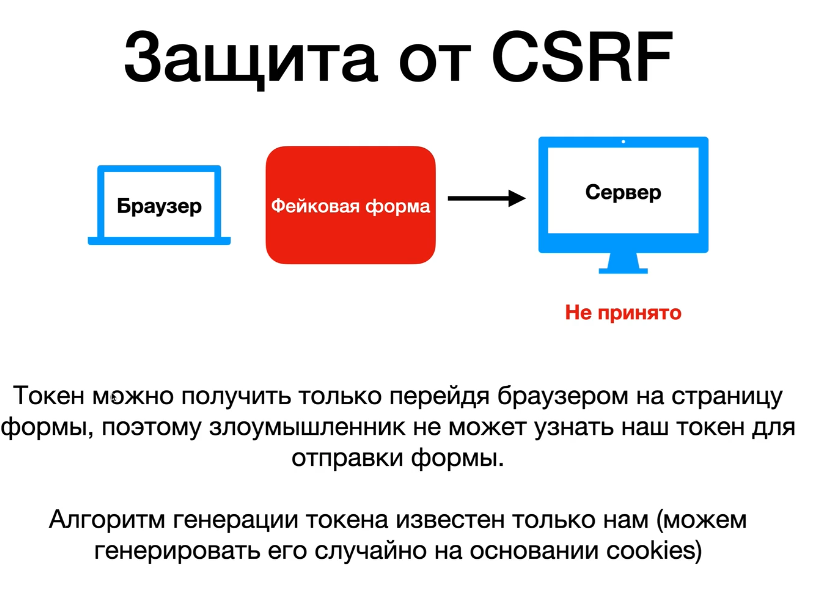 Защита от CSRF
Браузер
Фейковая форма
Сервер
Не принято
Токен можно получить только перейдя браузером на страницу
формы, поэтому злоумышленник не может узнать наш токен для
отправки формы.
Алгоритм генерации токена известен только нам (можем
генерировать его случайно на основании cookies)